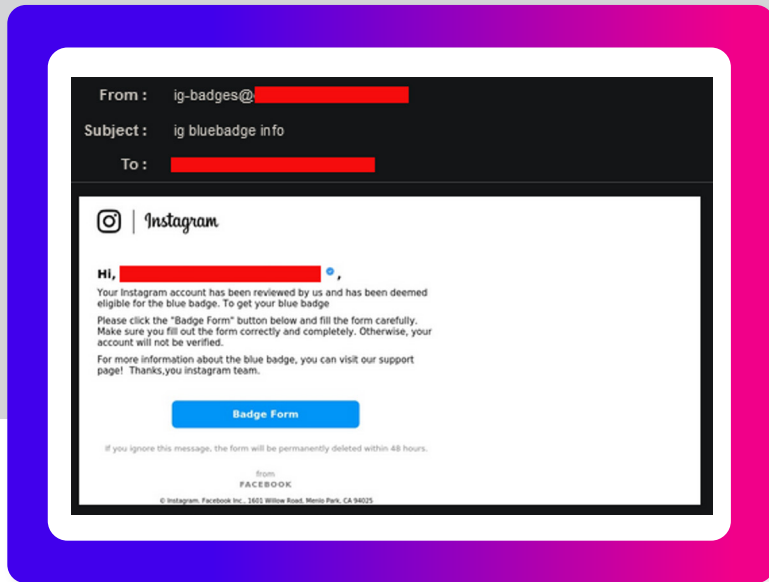 From : ig-badges@
Subject : ig bluebadge info
To :
Instagram
Hi, ,
Your Instagram account has been reviewed by us and has been deemed
eligible for the blue badge. To get your blue badge
Please click the "Badge Form" button below and fill the form carefully.
Make sure you fill out the form correctly and completely. Otherwise, your
account will not be verified.
For more information about the blue badge, you can visit our support
page! Thanks,you instagram team.
Badge Form
If you ignore this message, the form will be permanently deleted within 48 hours.
from
FACEBOOK
© Instagram. Facebook Inc., 1601 Willow Road, Menlo Park, CA 94025